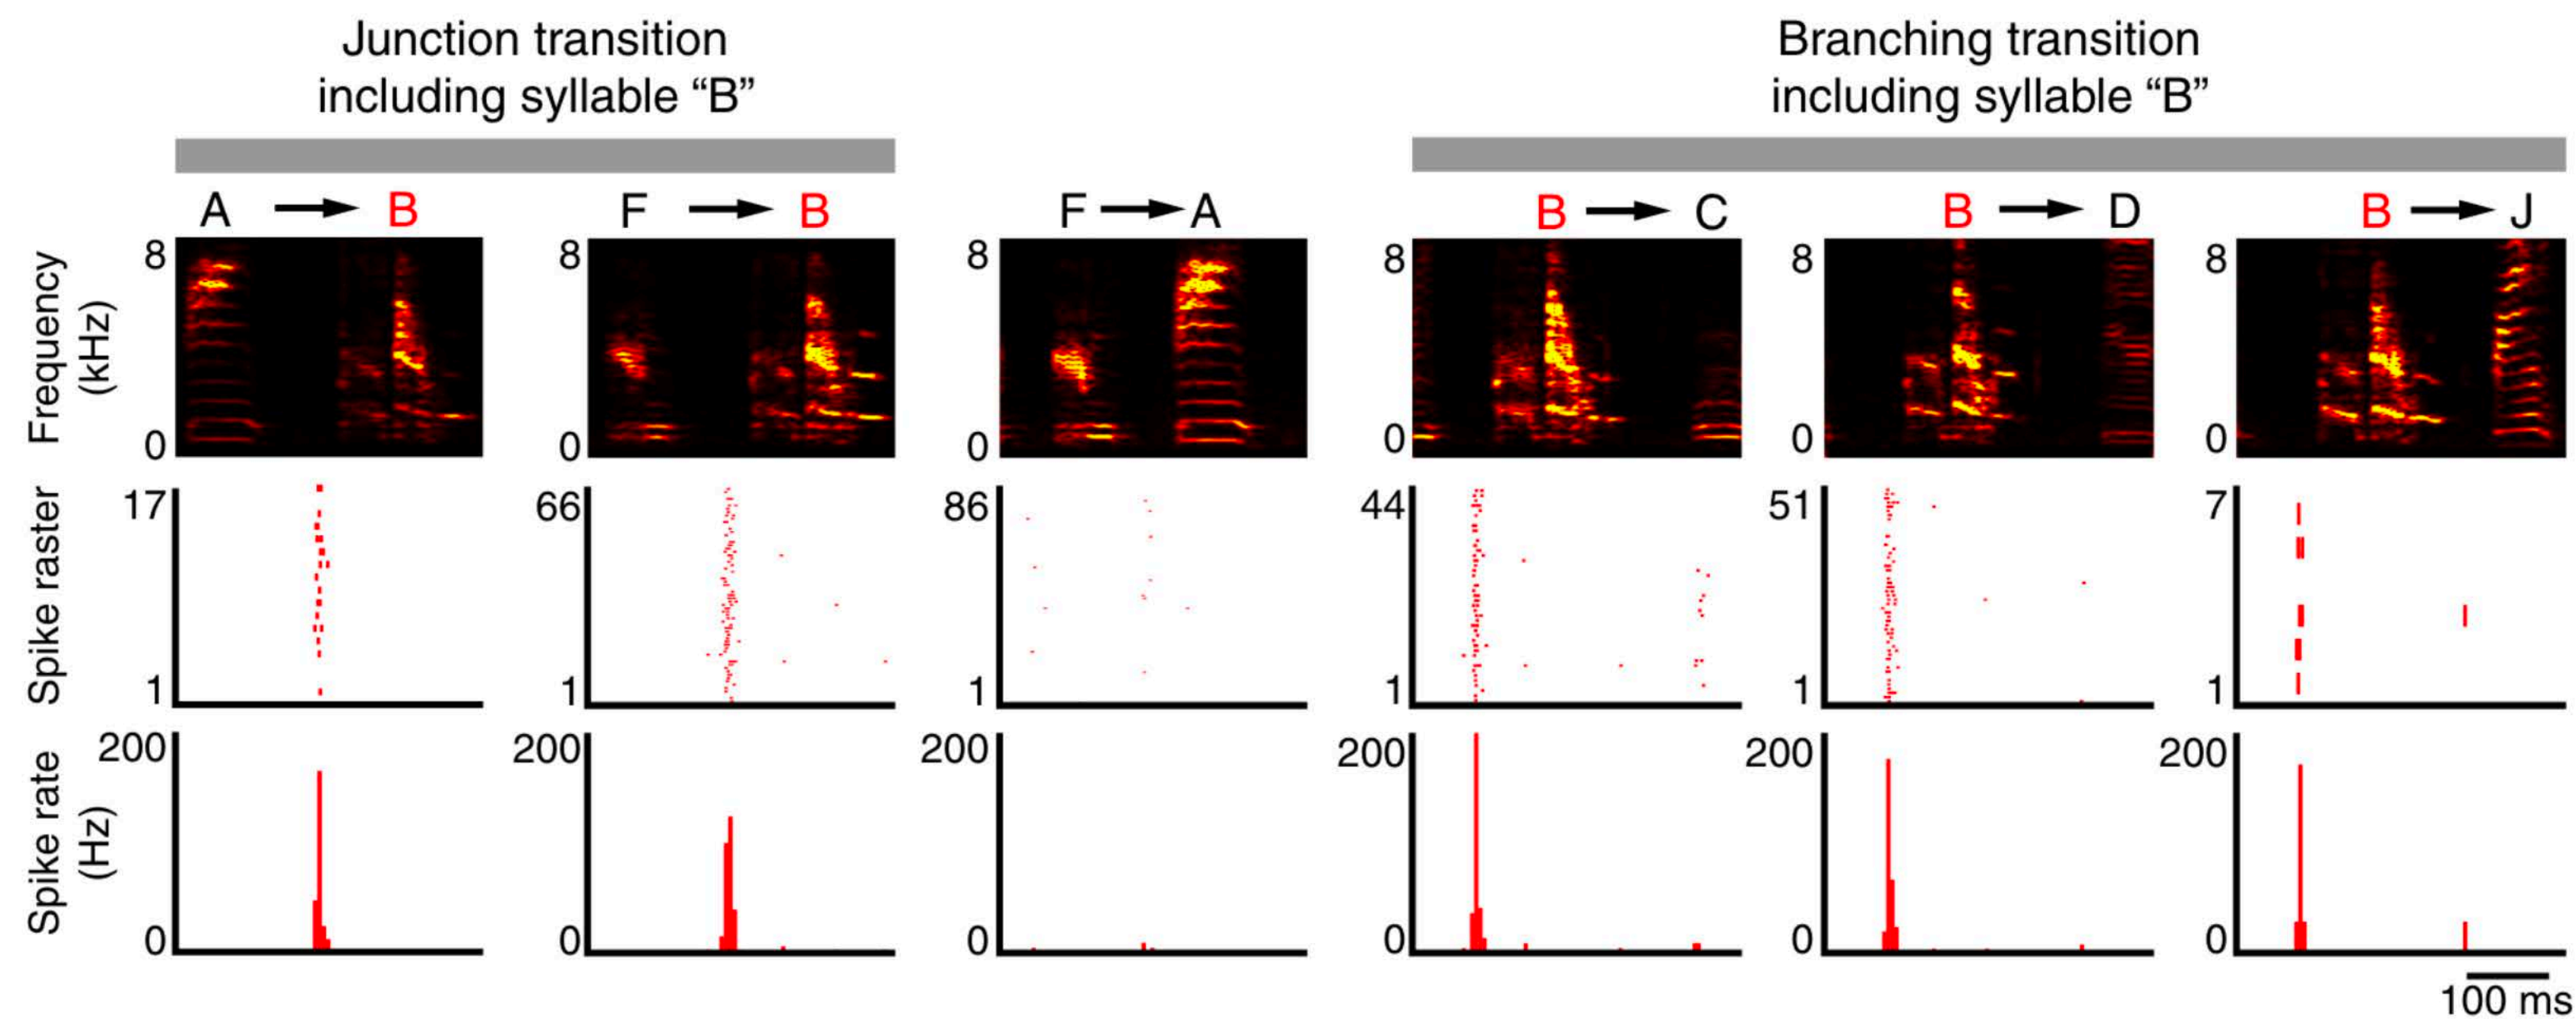 Junction transition
including syllable “B”
Branching transition
including syllable “B”
A B
F B
F A
B C
B D
B J
Frequency
(kHz)
8
0
8
0
8
0
8
0
8
0
8
0
Spike raster
17
1
66
1
86
1
44
1
51
1
7
1
Spike rate
(Hz)
200
0
200
0
200
0
200
0
200
0
200
0
100 ms